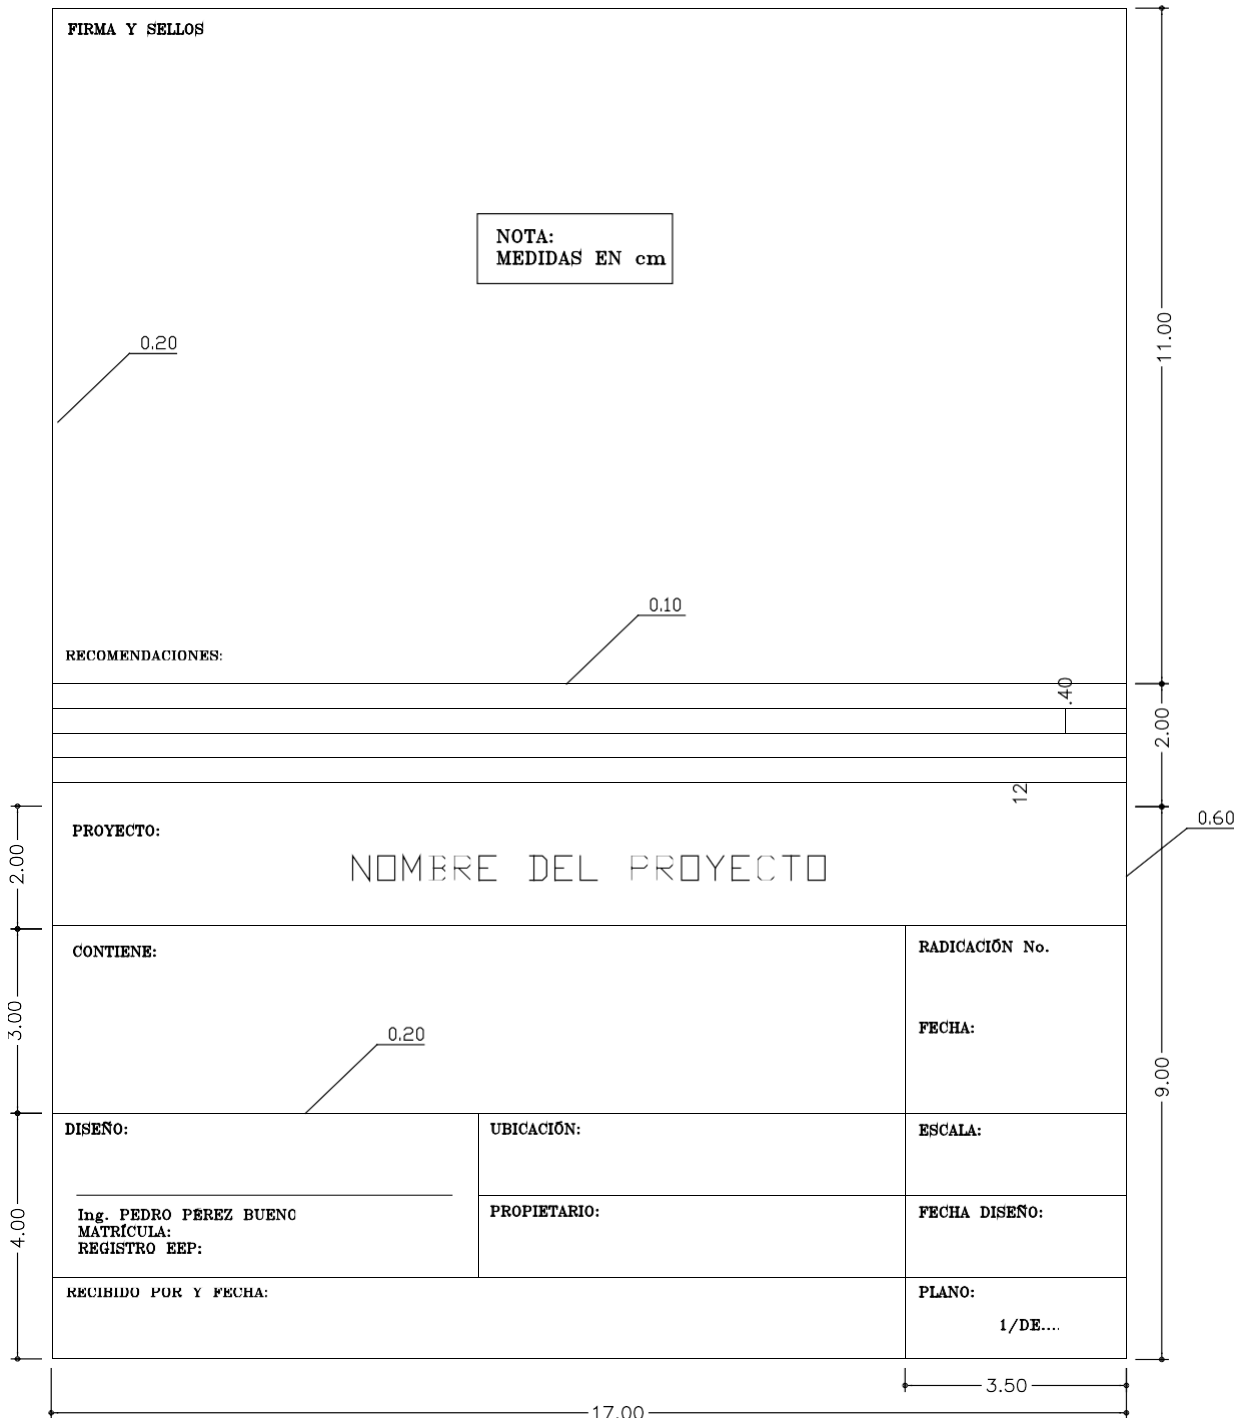 FIRMA Y SELLOS
NOTA:
MEDIDAS EN cm
0.20
11.00
0.10
RECOMENDACIONES:
.40
2.00
12
0.60
PROYECTO:
2.00
NOMBRE DEL PROYECTO
CONTIENE:
RADICACIÓN No.
3.00
FECHA:
0.20
9.00
DISEÑO:
UBICACIÓN:
ESCALA:
4.00
Ing. PEDRO PÉREZ BUENO
MATRÍCULA:
REGISTRO EEP:
PROPIETARIO:
FECHA DISEÑO:
RECIBIDO POR Y FECHA:
PLANO:
1/DE....
3.50
17.00